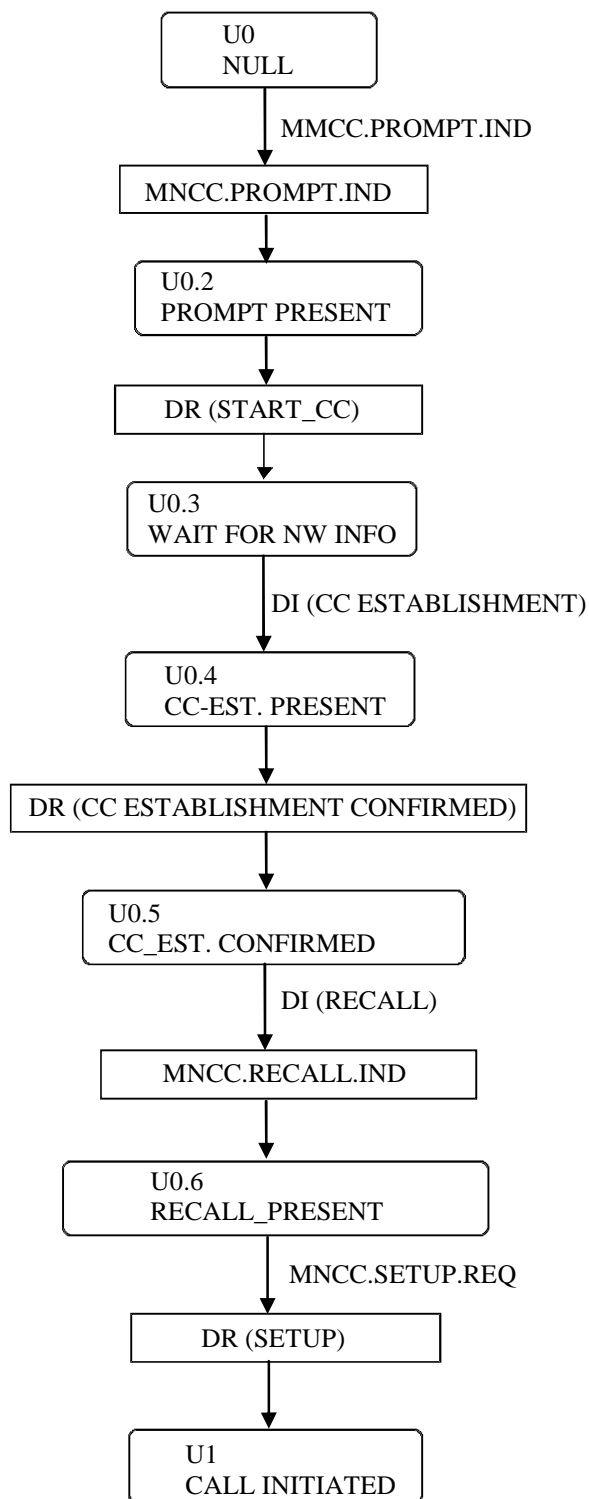 U0
NULL
MMCC.PROMPT.IND
MNCC.PROMPT.IND
U0.2
PROMPT PRESENT
DR (START_CC)
U0.3
WAIT FOR NW INFO
DI (CC ESTABLISHMENT)
U0.4
CC-EST. PRESENT
DR (CC ESTABLISHMENT CONFIRMED)
U0.5
CC_EST. CONFIRMED
DI (RECALL)
MNCC.RECALL.IND
U0.6
RECALL_PRESENT
MNCC.SETUP.REQ
DR (SETUP)
U1
CALL INITIATED